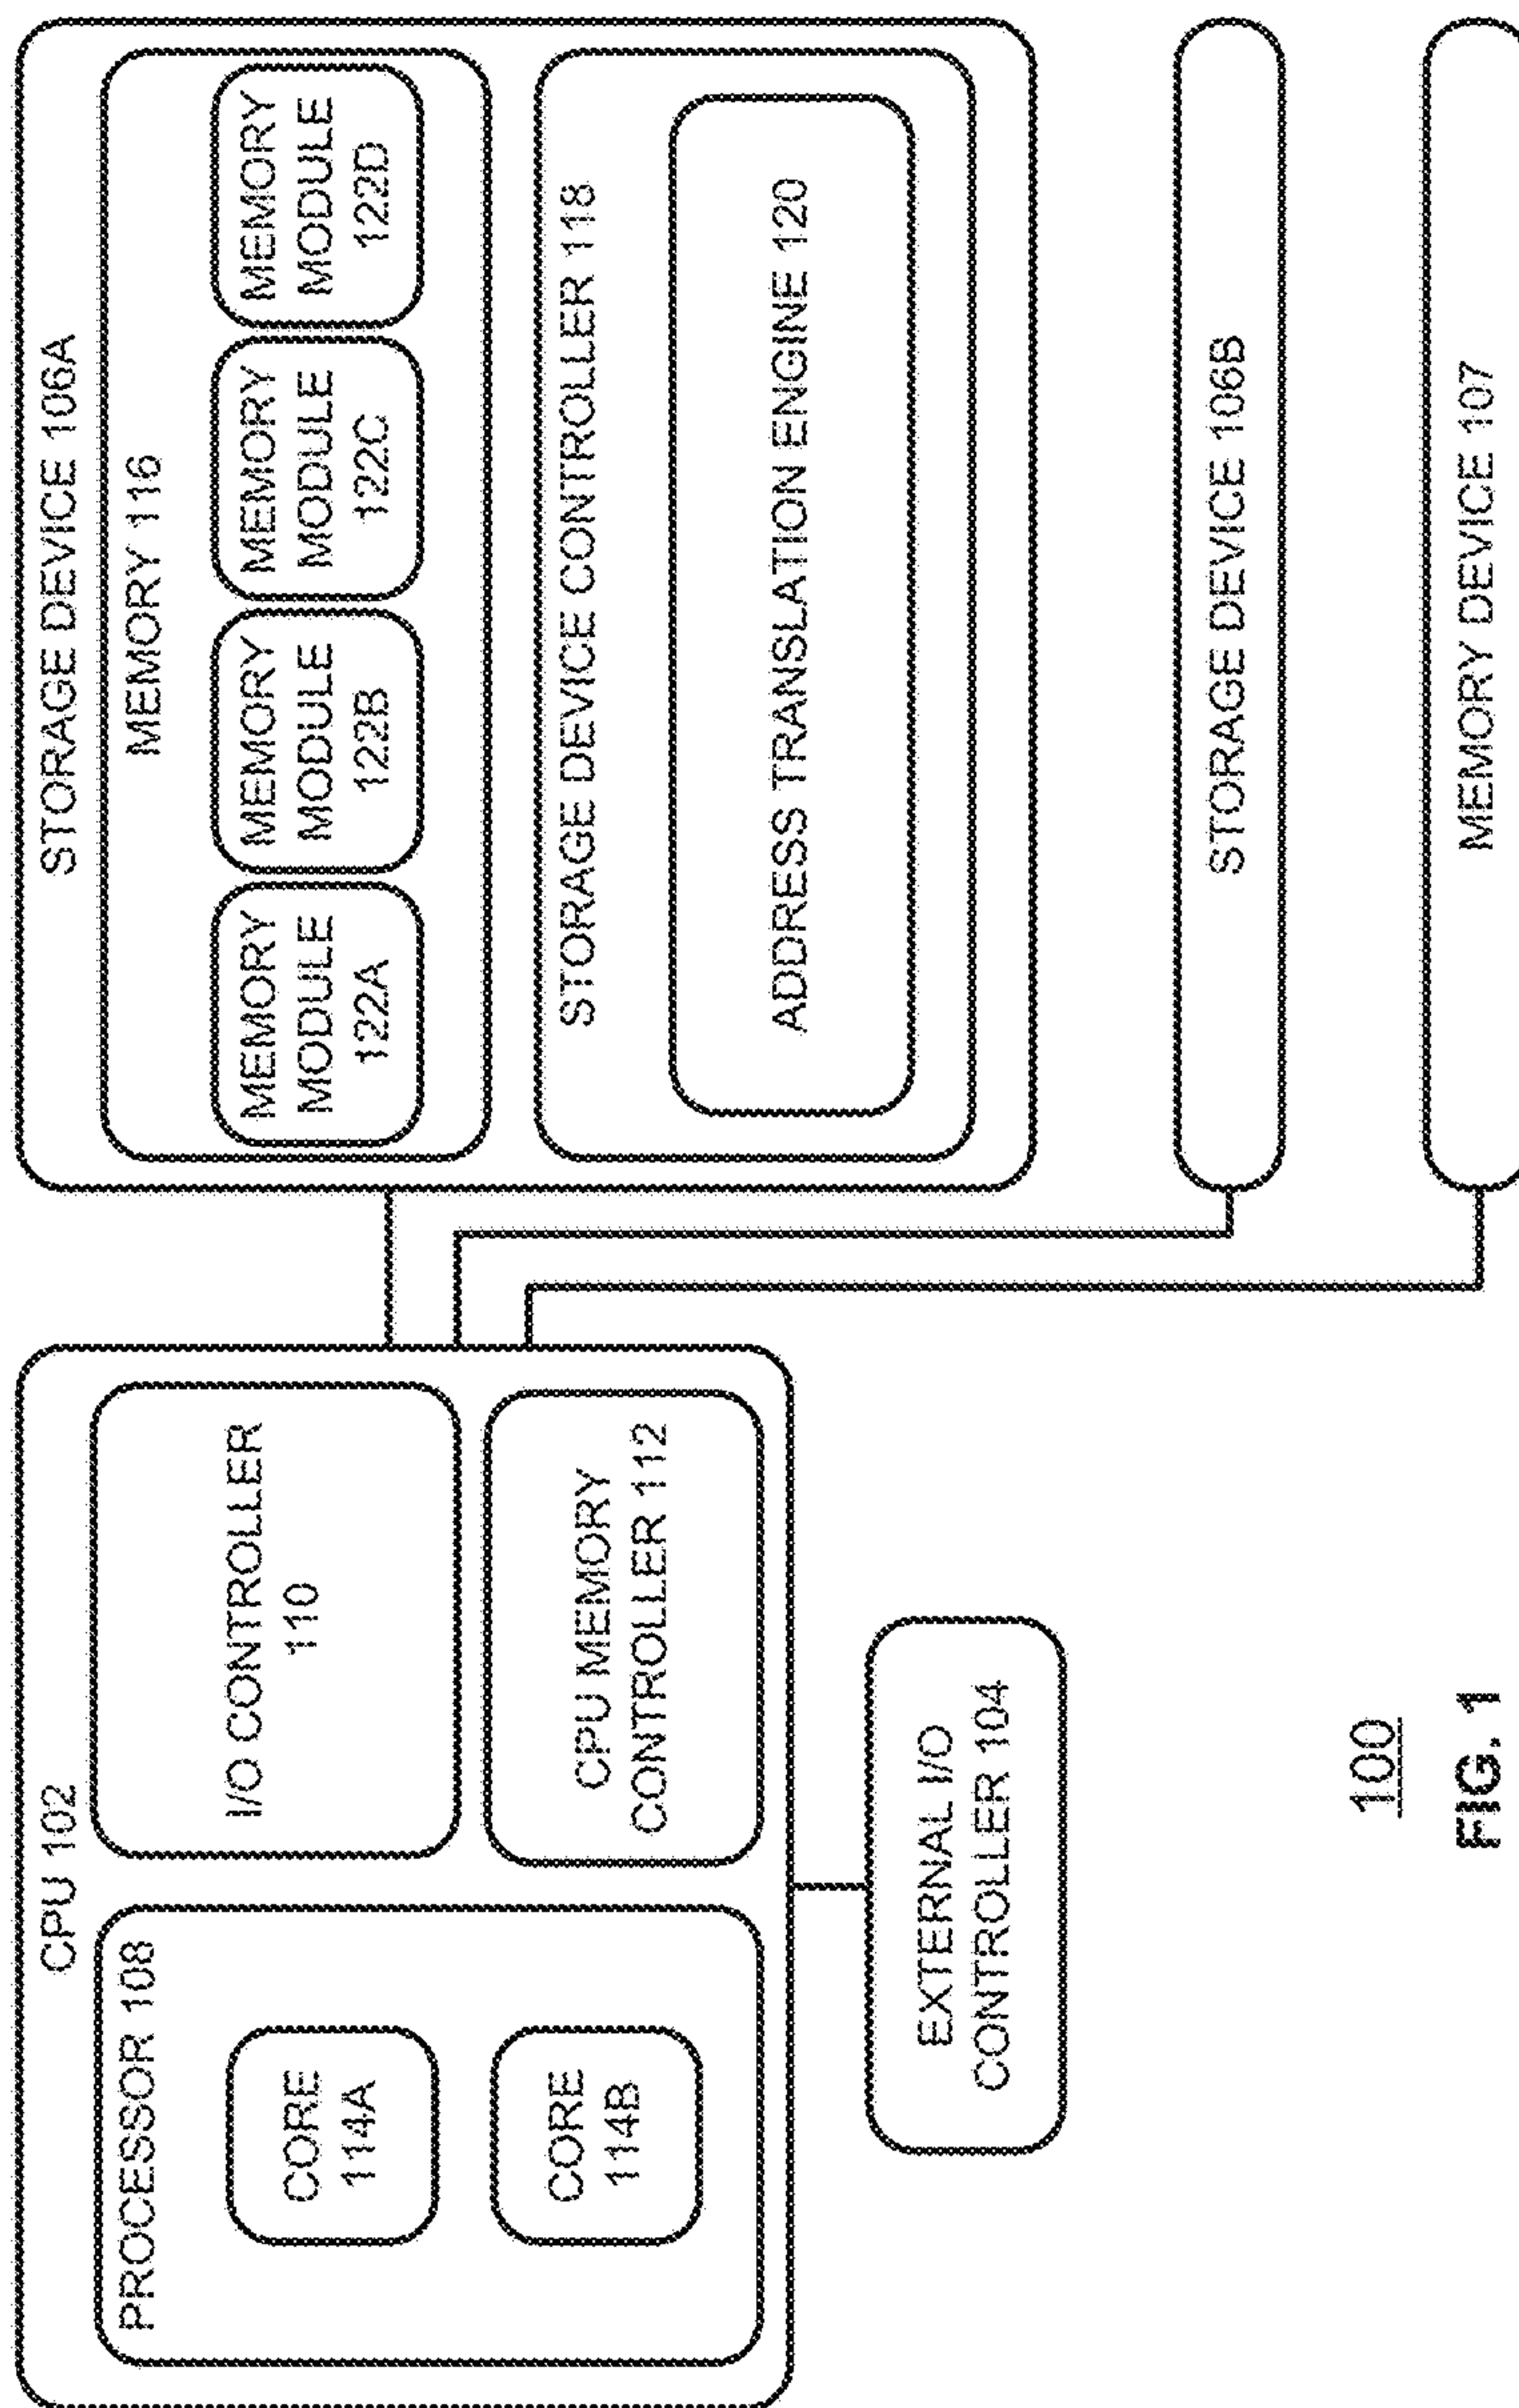 CPU 102
PROCESSOR 108
CORE
114A
CORE
114B
I/O CONTROLLER
110
CPU MEMORY
CONTROLLER 112
EXTERNAL I/O
CONTROLLER 104
STORAGE DEVICE 106A
MEMORY 116
MEMORY
MODULE
122A
MEMORY
MODULE
122B
MEMORY
MODULE
122C
MEMORY
MODULE
122D
STORAGE DEVICE CONTROLLER 118
ADDRESS TRANSLATION ENGINE 120
STORAGE DEVICE 106B
MEMORY DEVICE 107
100
FIG. 1